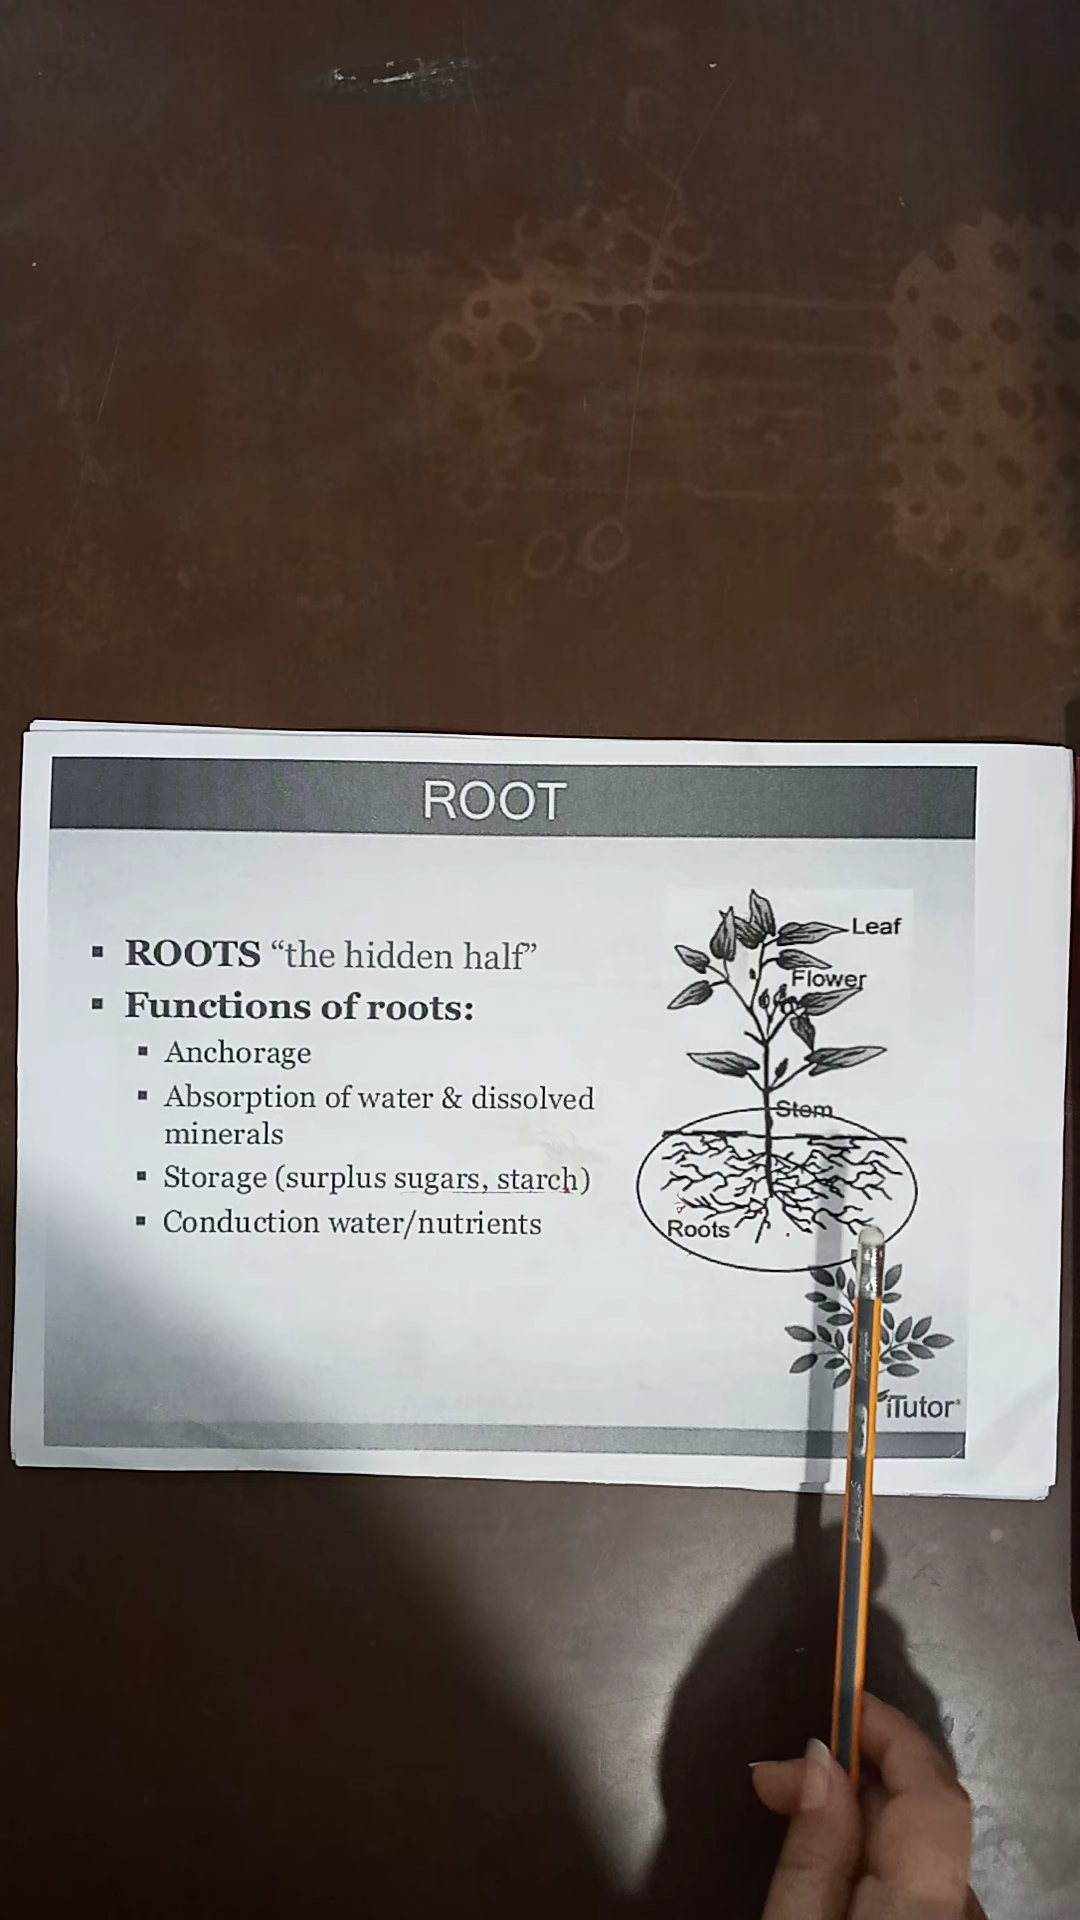 ROOT
▪ ROOTS “the hidden half”
▪ Functions of roots:
▪ Anchorage
▪ Absorption of water & dissolved
minerals
▪ Storage (surplus sugars, starch)
▪ Conduction water/nutrients
Leaf
Flower
Stem
Roots
iTutor